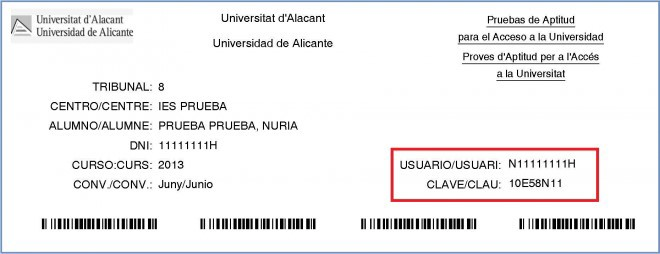 Universitat d'Alacant
Universidad de Alicante
Universitat d'Alacant
Universidad de Alicante
Pruebas de Aptitud
para el Acceso a la Universidad
Proves d'Aptitud per a l'Accés
a la Universitat
TRIBUNAL: 8
CENTRO/CENTRE: IES PRUEBA
ALUMNO/ALUMNE: PRUEBA PRUEBA, NURIA
DNI: 11111111H
CURSO:CURS: 2013
CONV./CONV.: Juny/Junio
USUARIO/USUARI: N11111111H
CLAVE/CLAU: 10E58N11